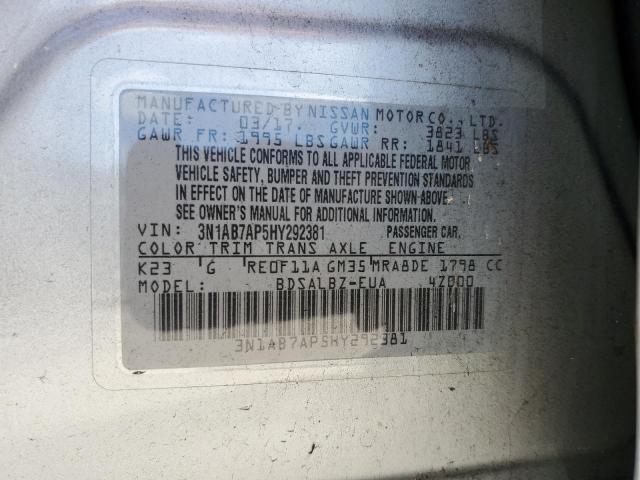 MANUFACTURED BY NISSAN MOTOR CO., LTD.
DATE: 03/17 GVWR: 3823 LBS
GAWR FR: 1995 LBS GAWR RR: 1841 LBS
THIS VEHICLE CONFORMS TO ALL APPLICABLE FEDERAL MOTOR
VEHICLE SAFETY, BUMPER AND THEFT PREVENTION STANDARDS
IN EFFECT ON THE DATE OF MANUFACTURE SHOWN ABOVE.
SEE OWNER'S MANUAL FOR ADDITIONAL INFORMATION
VIN: 3N1AB7AP5HY292381 PASSENGER CAR.
COLOR TRIM TRANS AXLE ENGINE
K23 G RE0F11A GM35 MRA8DE 1798 CC
MODEL: BDSALBZ-EUA 4Z000
3N1AB7AP5HY292381